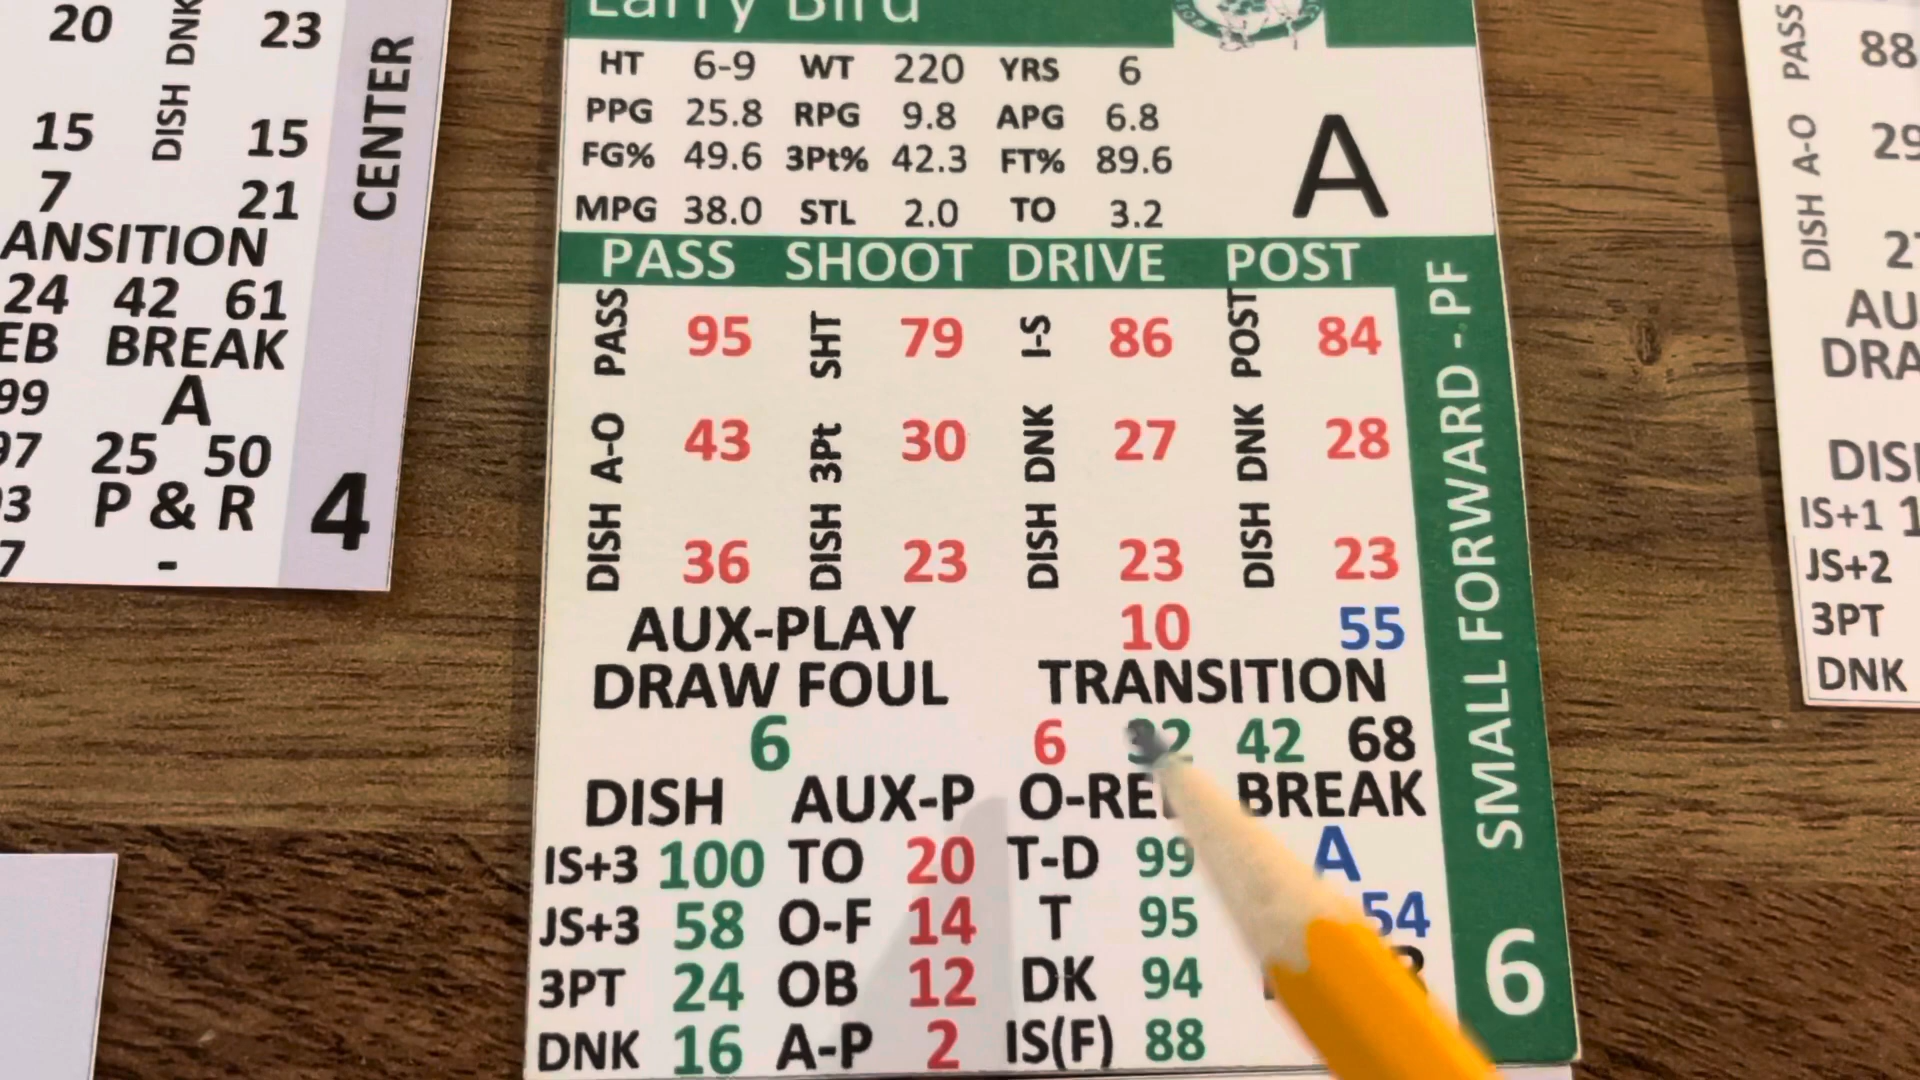 20 DISH DNK 23
15 15
7 21
ANSITION
24 42 61
EB BREAK
99 A
97 25 50
P & R
7 -
CENTER
4
Larry Bird
HT 6-9 WT 220 YRS 6
PPG 25.8 RPG 9.8 APG 6.8
FG% 49.6 3Pt% 42.3 FT% 89.6
MPG 38.0 STL 2.0 TO 3.2
A
PASS SHOOT DRIVE POST
PASS 95 SHT 79 I-S 86 POST 84
A-O 43 3Pt 30 DNK 27 DNK 28
DISH 36 DISH 23 DISH 23 DISH 23
AUX-PLAY 10 55
DRAW FOUL TRANSITION
6 6 32 42 68
DISH AUX-P O-REB BREAK
IS+3 100 TO 20 T-D 99 A
JS+3 58 O-F 14 T 95 54
3PT 24 OB 12 DK 94
DNK 16 A-P 2 IS(F) 88
SMALL FORWARD - PF
6
PASS 88
A-O 29
DISH
AU
DRA
DIS
IS+1 1
JS+2
3PT
DNK